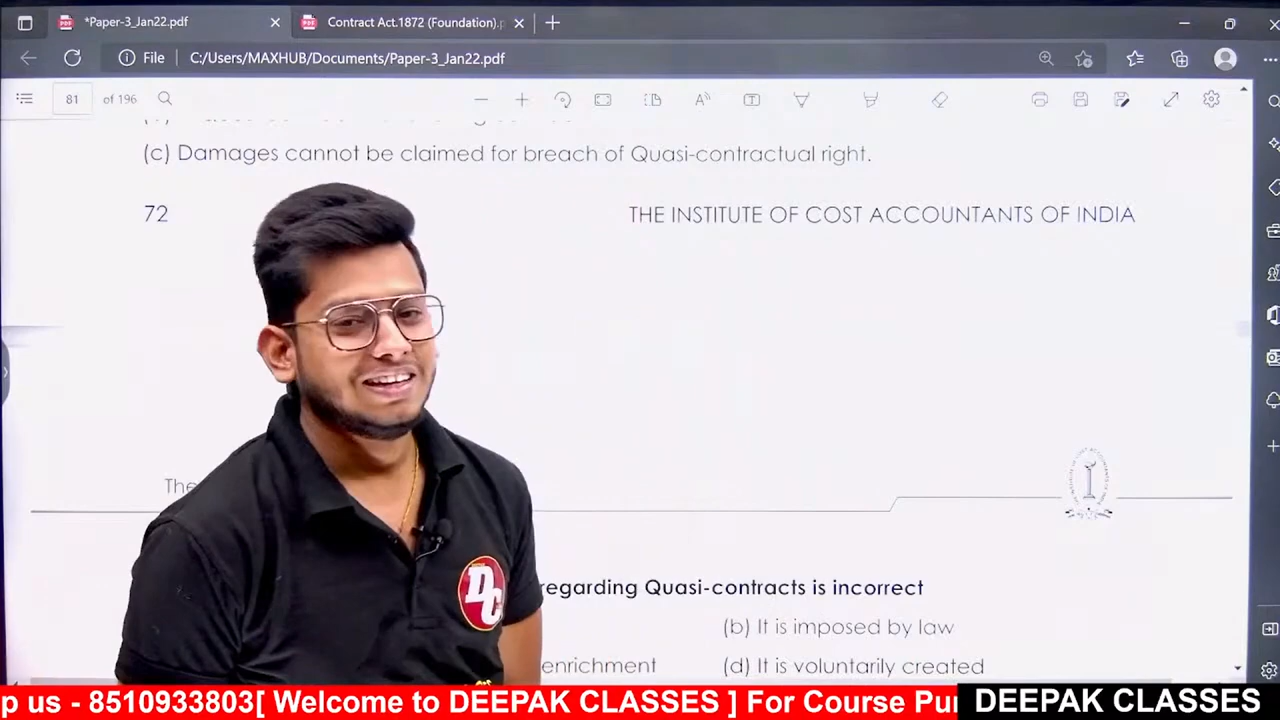 *Paper-3_Jan22.pdf
Contract Act.1872 (Foundation).p
File
C:/Users/MAXHUB/Documents/Paper-3_Jan22.pdf
81 of 196
(c) Damages cannot be claimed for breach of Quasi-contractual right.
72
THE INSTITUTE OF COST ACCOUNTANTS OF INDIA
The
regarding Quasi-contracts is incorrect
(b) It is imposed by law
enrichment
(d) It is voluntarily created
DC
p us - 8510933803[ Welcome to DEEPAK CLASSES ] For Course Pu
DEEPAK CLASSES